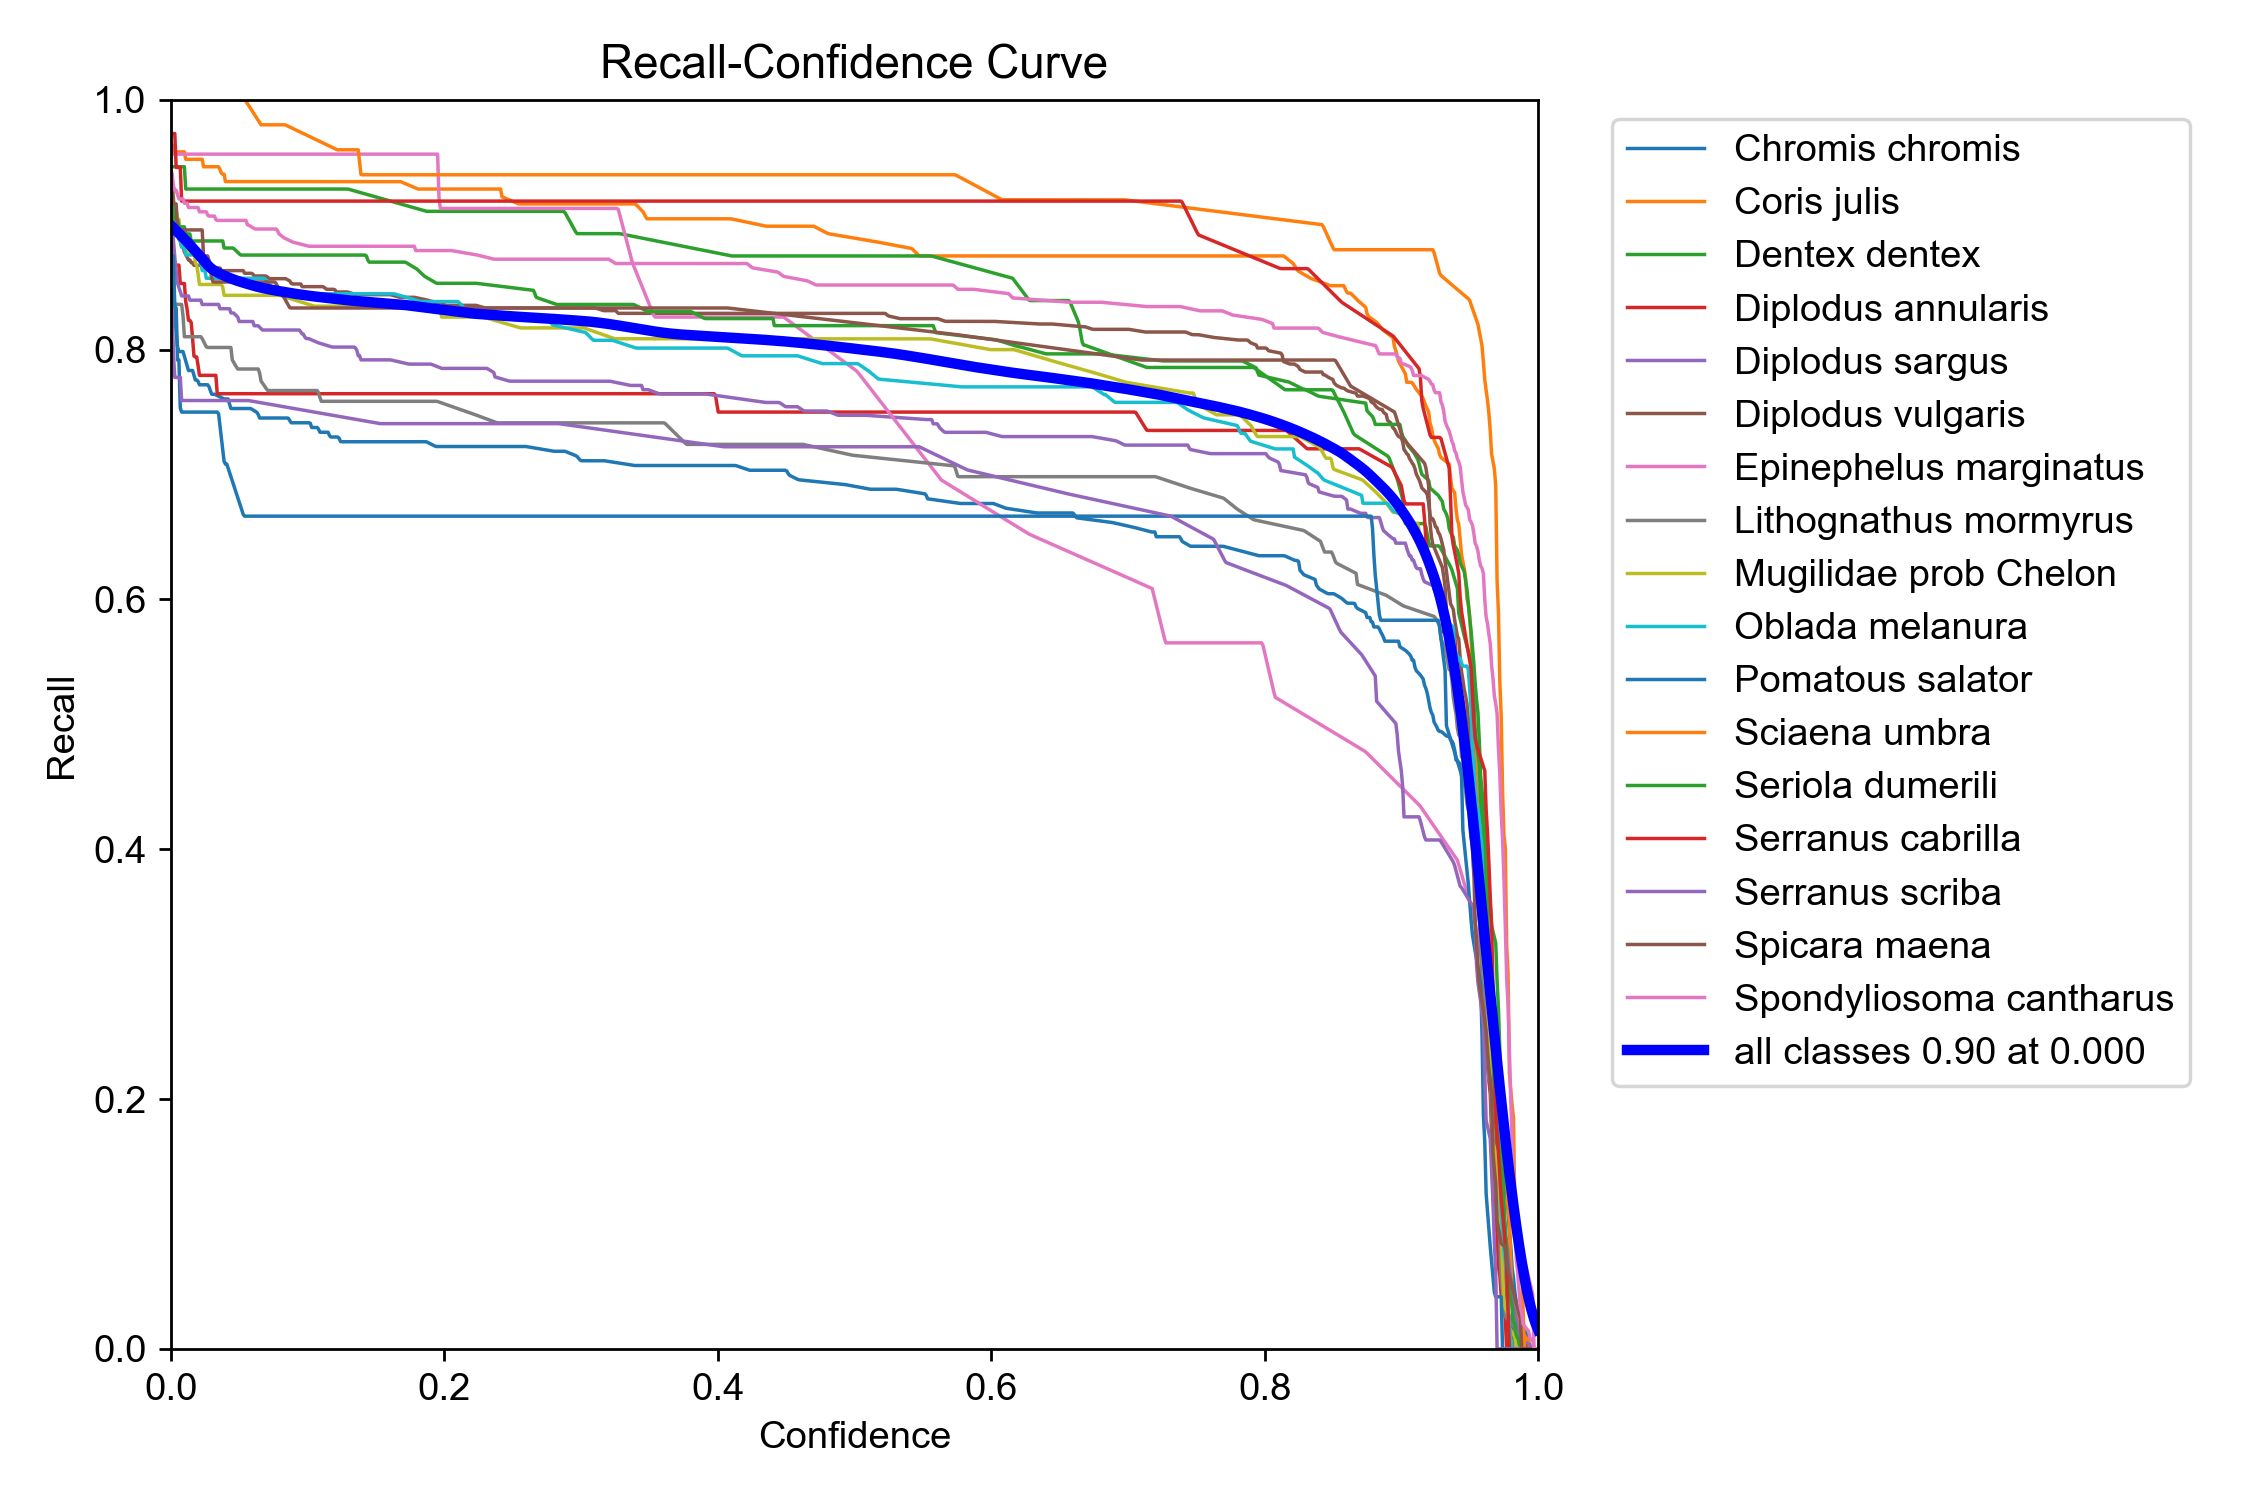 Recall-Confidence Curve
1.0
0.8
0.6
0.4
0.2
0.0
Recall
0.0 0.2 0.4 0.6 0.8 1.0
Confidence
Chromis chromis
Coris julis
Dentex dentex
Diplodus annularis
Diplodus sargus
Diplodus vulgaris
Epinephelus marginatus
Lithognathus mormyrus
Mugilidae prob Chelon
Oblada melanura
Pomatous salator
Sciaena umbra
Seriola dumerili
Serranus cabrilla
Serranus scriba
Spicara maena
Spondyliosoma cantharus
all classes 0.90 at 0.000